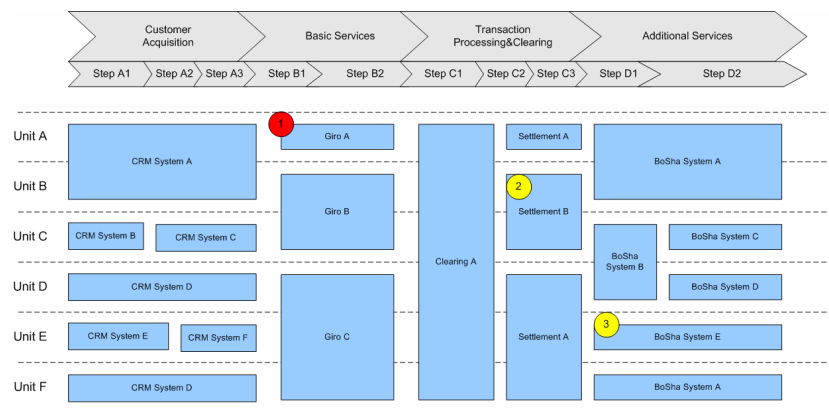 Customer
Acquisition
Basic Services
Transaction
Processing&Clearing
Additional Services
Step A1
Step A2
Step A3
Step B1
Step B2
Step C1
Step C2
Step C3
Step D1
Step D2
Unit A
CRM System A
1
Giro A
Settlement A
BoSha System A
Unit B
Giro B
2
Settlement B
Unit C
CRM System B
CRM System C
Clearing A
BoSha
System B
BoSha System C
Unit D
CRM System D
BoSha System D
Unit E
CRM System E
CRM System F
Giro C
Settlement A
3
BoSha System E
Unit F
CRM System D
BoSha System A